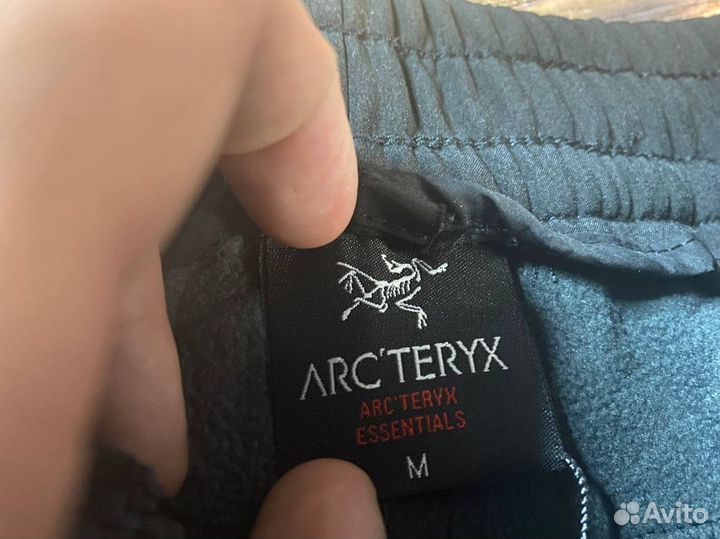 ARC'TERYX
ARC'TERYX
ESSENTIALS
M
Avito